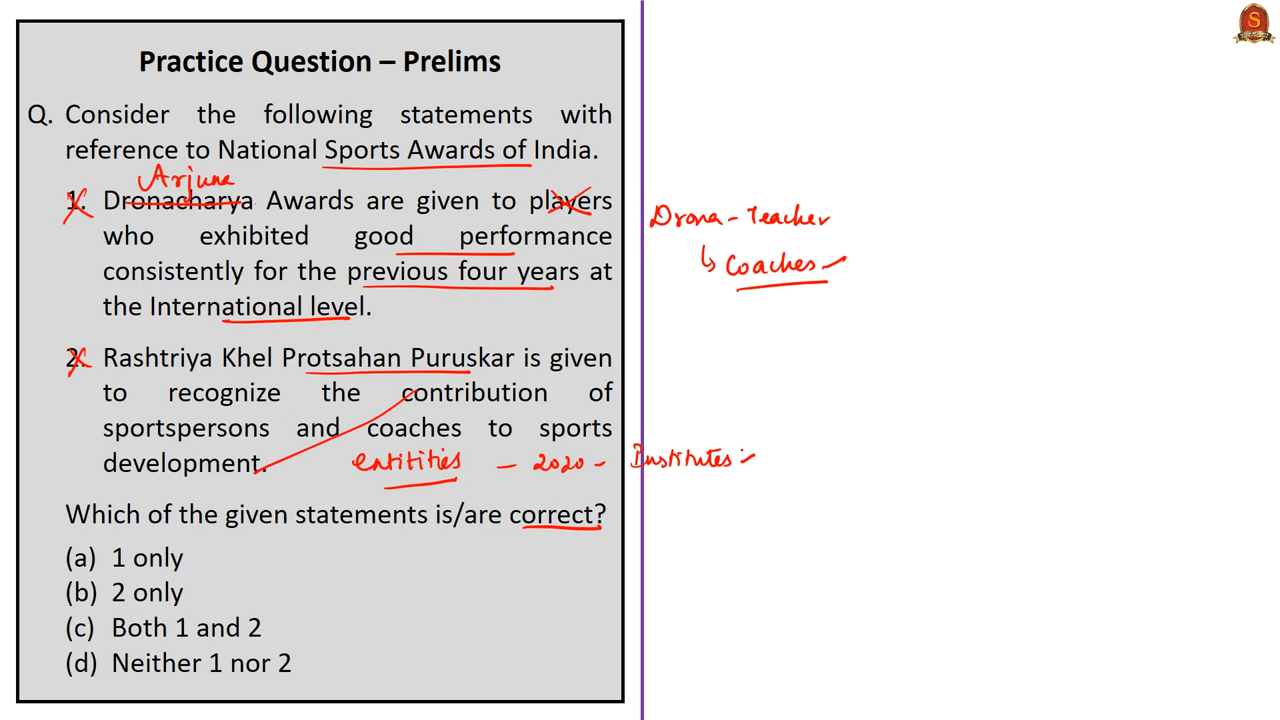 Practice Question – Prelims
Q. Consider the following statements with
reference to National Sports Awards of India.
Arjuna
1. Dronacharya Awards are given to players
who exhibited good performance
consistently for the previous four years at
the International level.
2. Rashtriya Khel Protsahan Puruskar is given
to recognize the contribution of
sportspersons and coaches to sports
development.
entitities – 2020 – Institutes
Which of the given statements is/are correct?
(a) 1 only
(b) 2 only
(c) Both 1 and 2
(d) Neither 1 nor 2
Drona – Teacher
Coaches
S